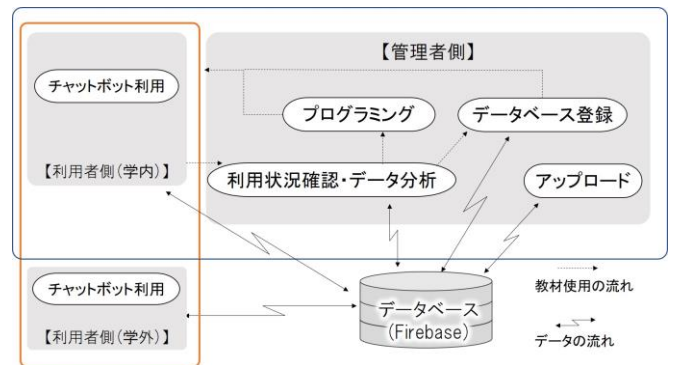 【管理者側】
チャットボット利用
プログラミング
データベース登録
【利用者側(学内)】
利用状況確認・データ分析
アップロード
チャットボット利用
【利用者側(学外)】
データベース
(Firebase)
教材使用の流れ
データの流れ